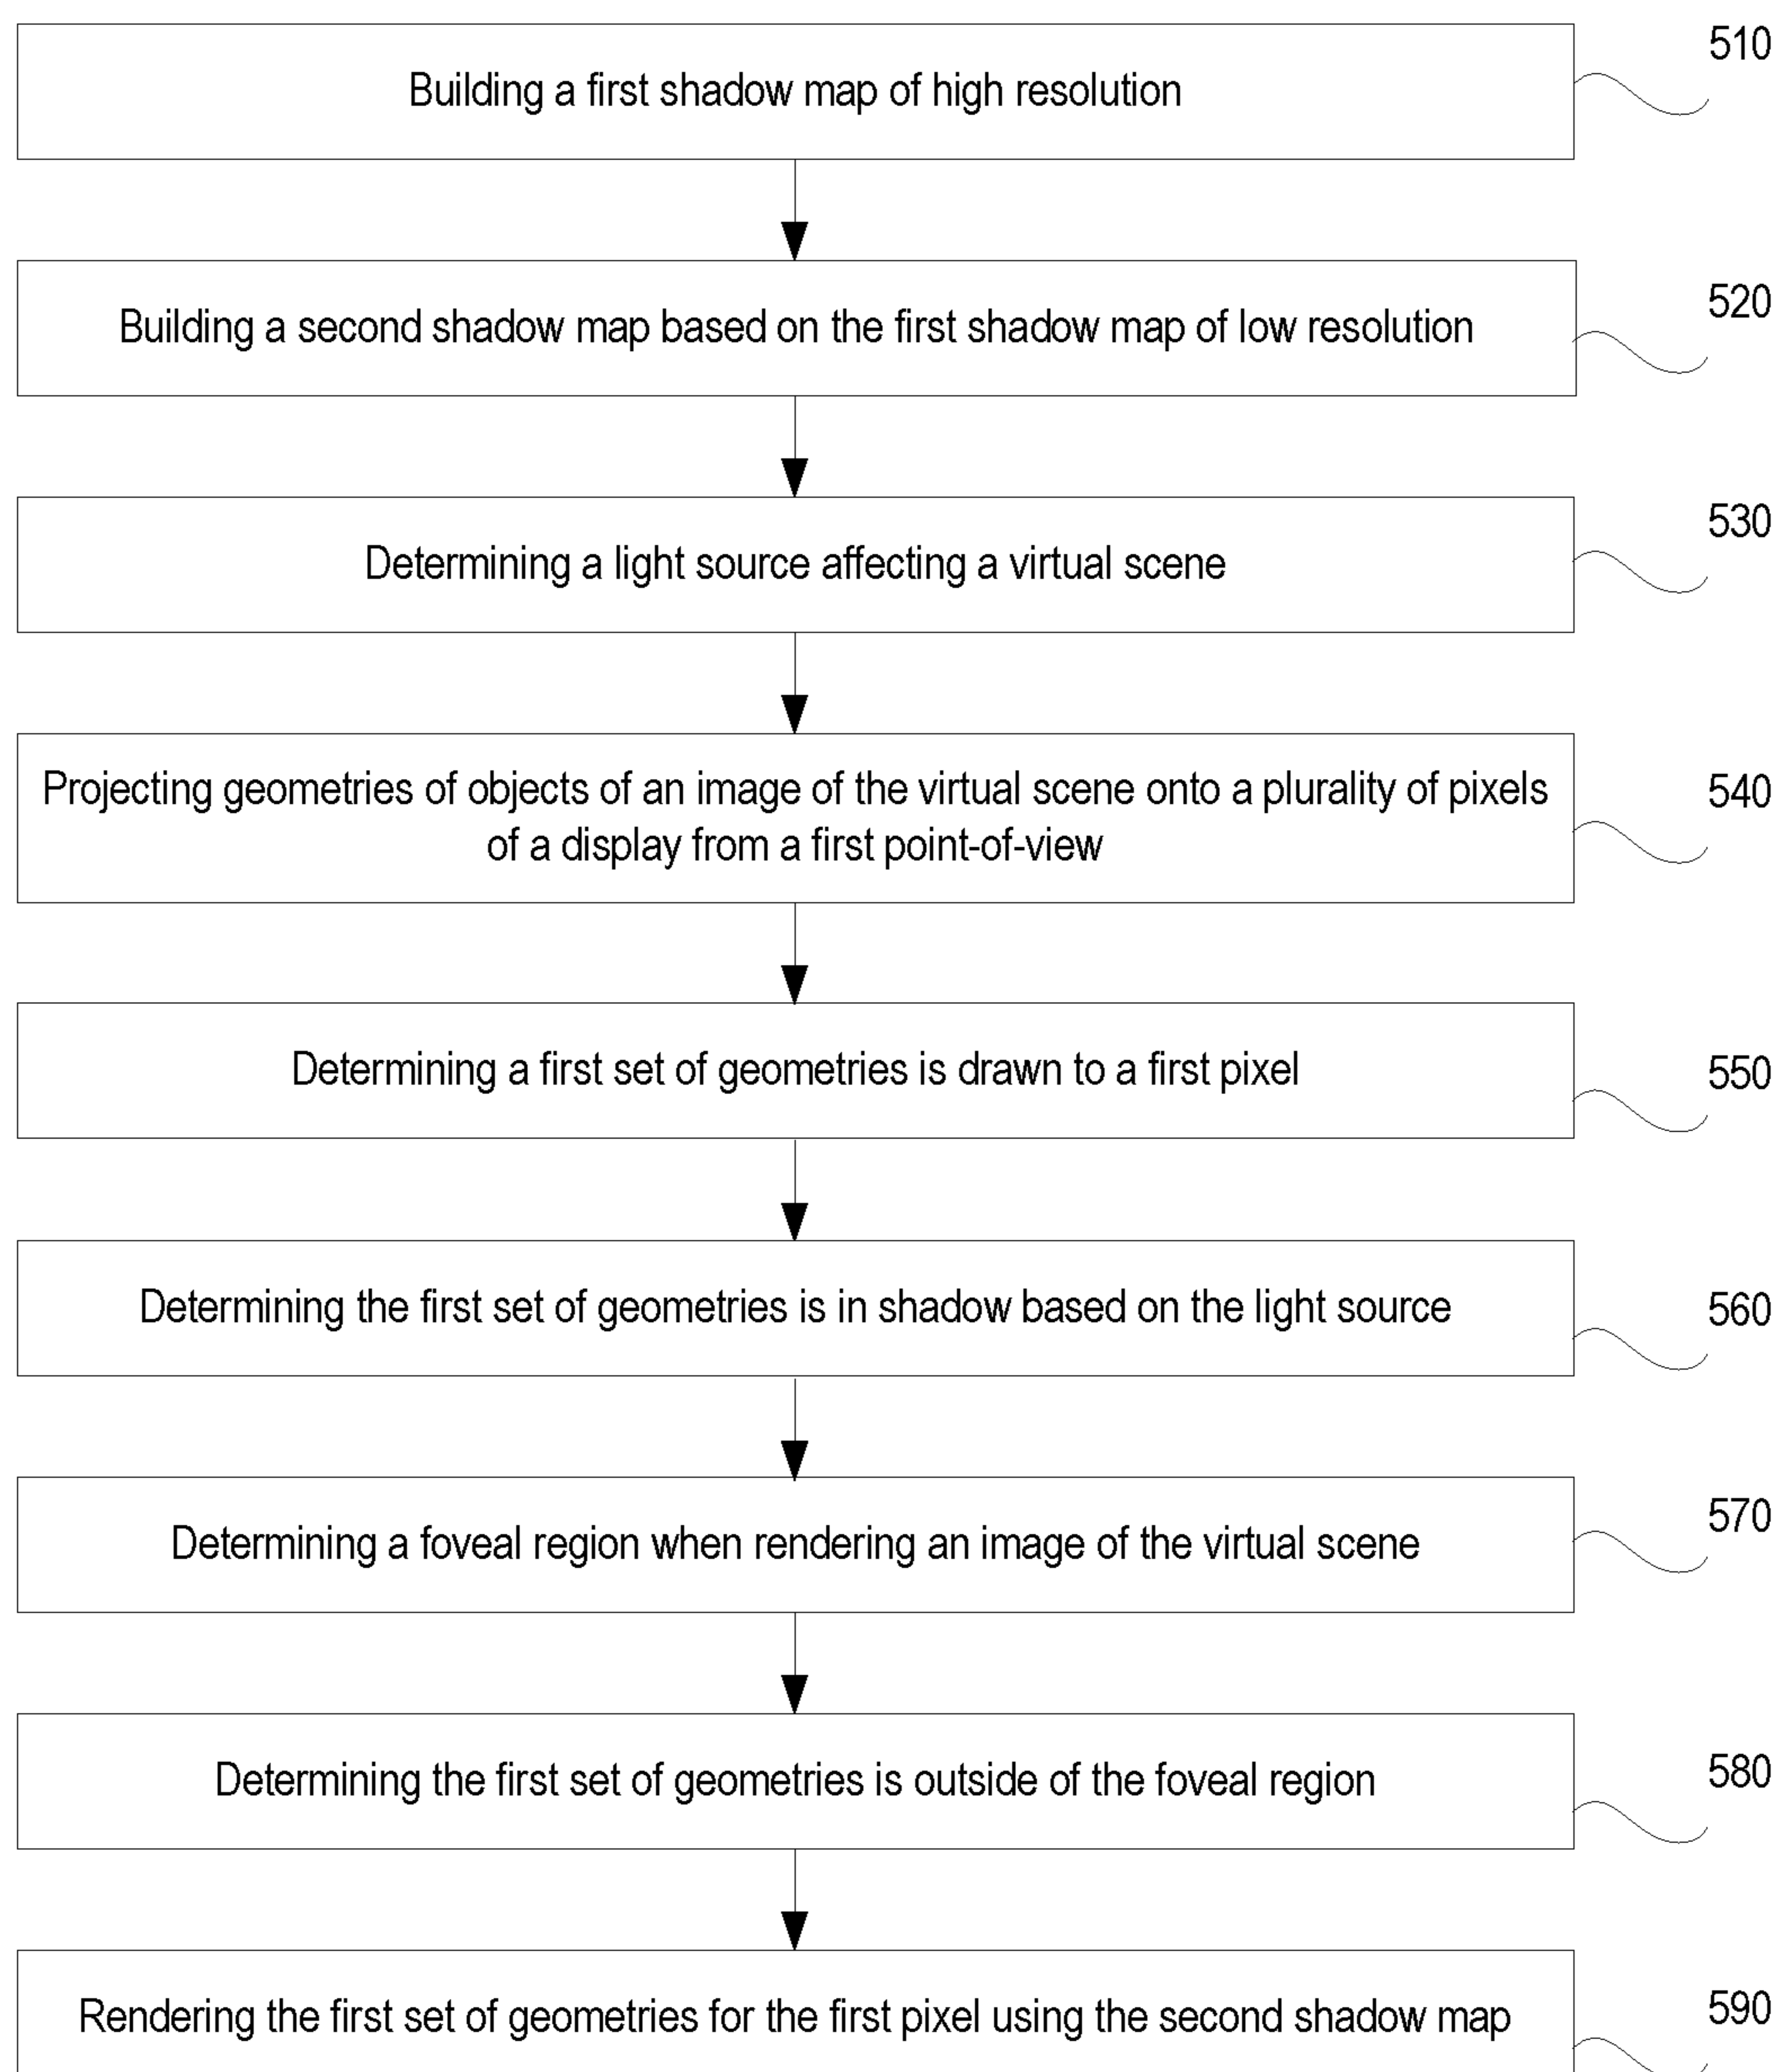 510
Building a first shadow map of high resolution
520
Building a second shadow map based on the first shadow map of low resolution
530
Determining a light source affecting a virtual scene
540
Projecting geometries of objects of an image of the virtual scene onto a plurality of pixels
of a display from a first point-of-view
550
Determining a first set of geometries is drawn to a first pixel
560
Determining the first set of geometries is in shadow based on the light source
570
Determining a foveal region when rendering an image of the virtual scene
580
Determining the first set of geometries is outside of the foveal region
590
Rendering the first set of geometries for the first pixel using the second shadow map